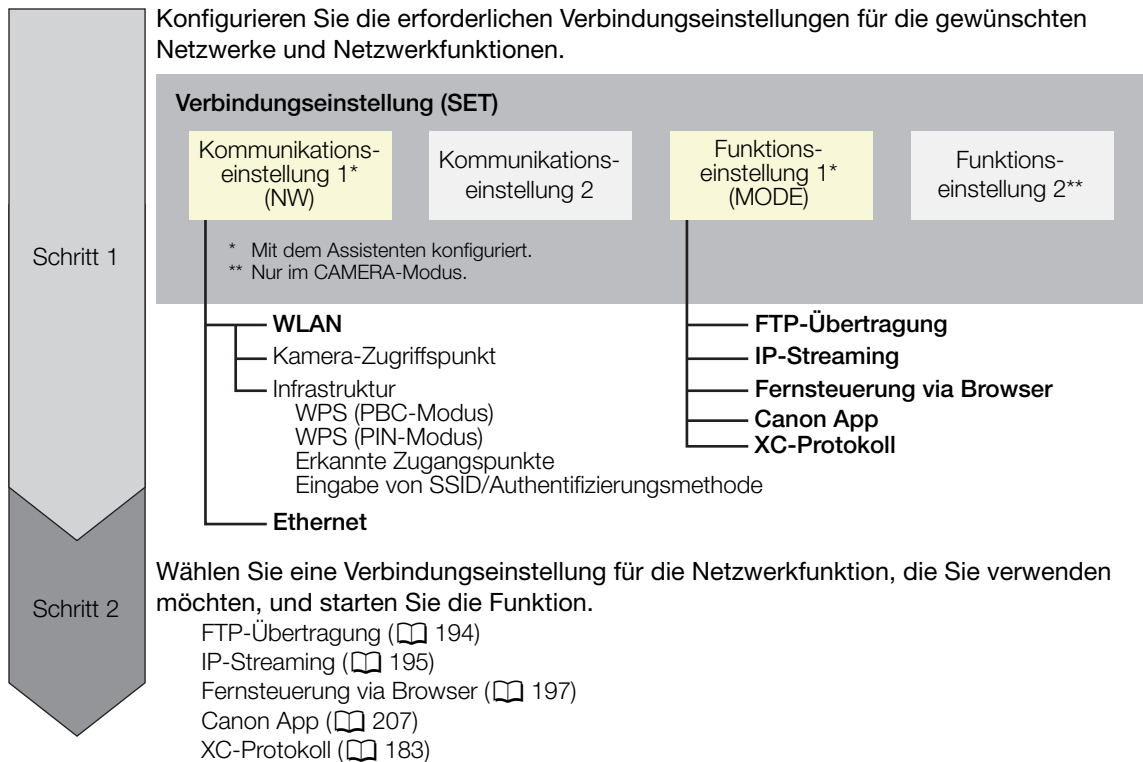 Konfigurieren Sie die erforderlichen Verbindungseinstellungen für die gewünschten
Netzwerke und Netzwerkfunktionen.
Verbindungseinstellung (SET)
Kommunikations-
einstellung 1*
(NW)
Kommunikations-
einstellung 2
Funktions-
einstellung 1*
(MODE)
Funktions-
einstellung 2**
* Mit dem Assistenten konfiguriert.
** Nur im CAMERA-Modus.
Schritt 1
WLAN
Kamera-Zugriffspunkt
Infrastruktur
WPS (PBC-Modus)
WPS (PIN-Modus)
Erkannte Zugangspunkte
Eingabe von SSID/Authentifizierungsmethode
Ethernet
FTP-Übertragung
IP-Streaming
Fernsteuerung via Browser
Canon App
XC-Protokoll
Schritt 2
Wählen Sie eine Verbindungseinstellung für die Netzwerkfunktion, die Sie verwenden
möchten, und starten Sie die Funktion.
FTP-Übertragung (🕮 194)
IP-Streaming (🕮 195)
Fernsteuerung via Browser (🕮 197)
Canon App (🕮 207)
XC-Protokoll (🕮 183)